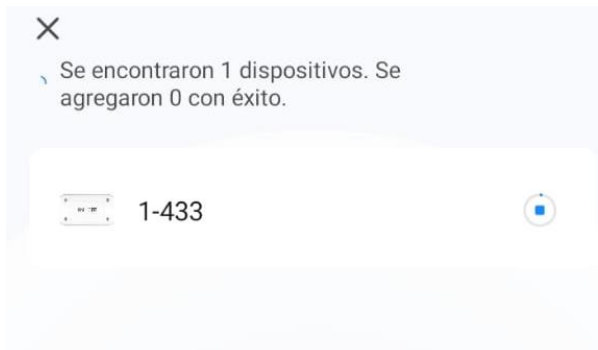 Se encontraron 1 dispositivos. Se
agregaron 0 con éxito.
1-433